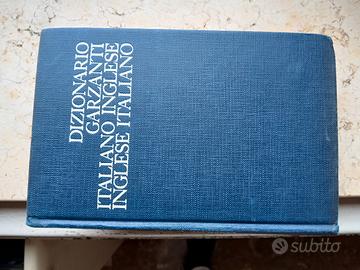 DIZIONARIO
GARZANTI
ITALIANO INGLESE
INGLESE ITALIANO
subito